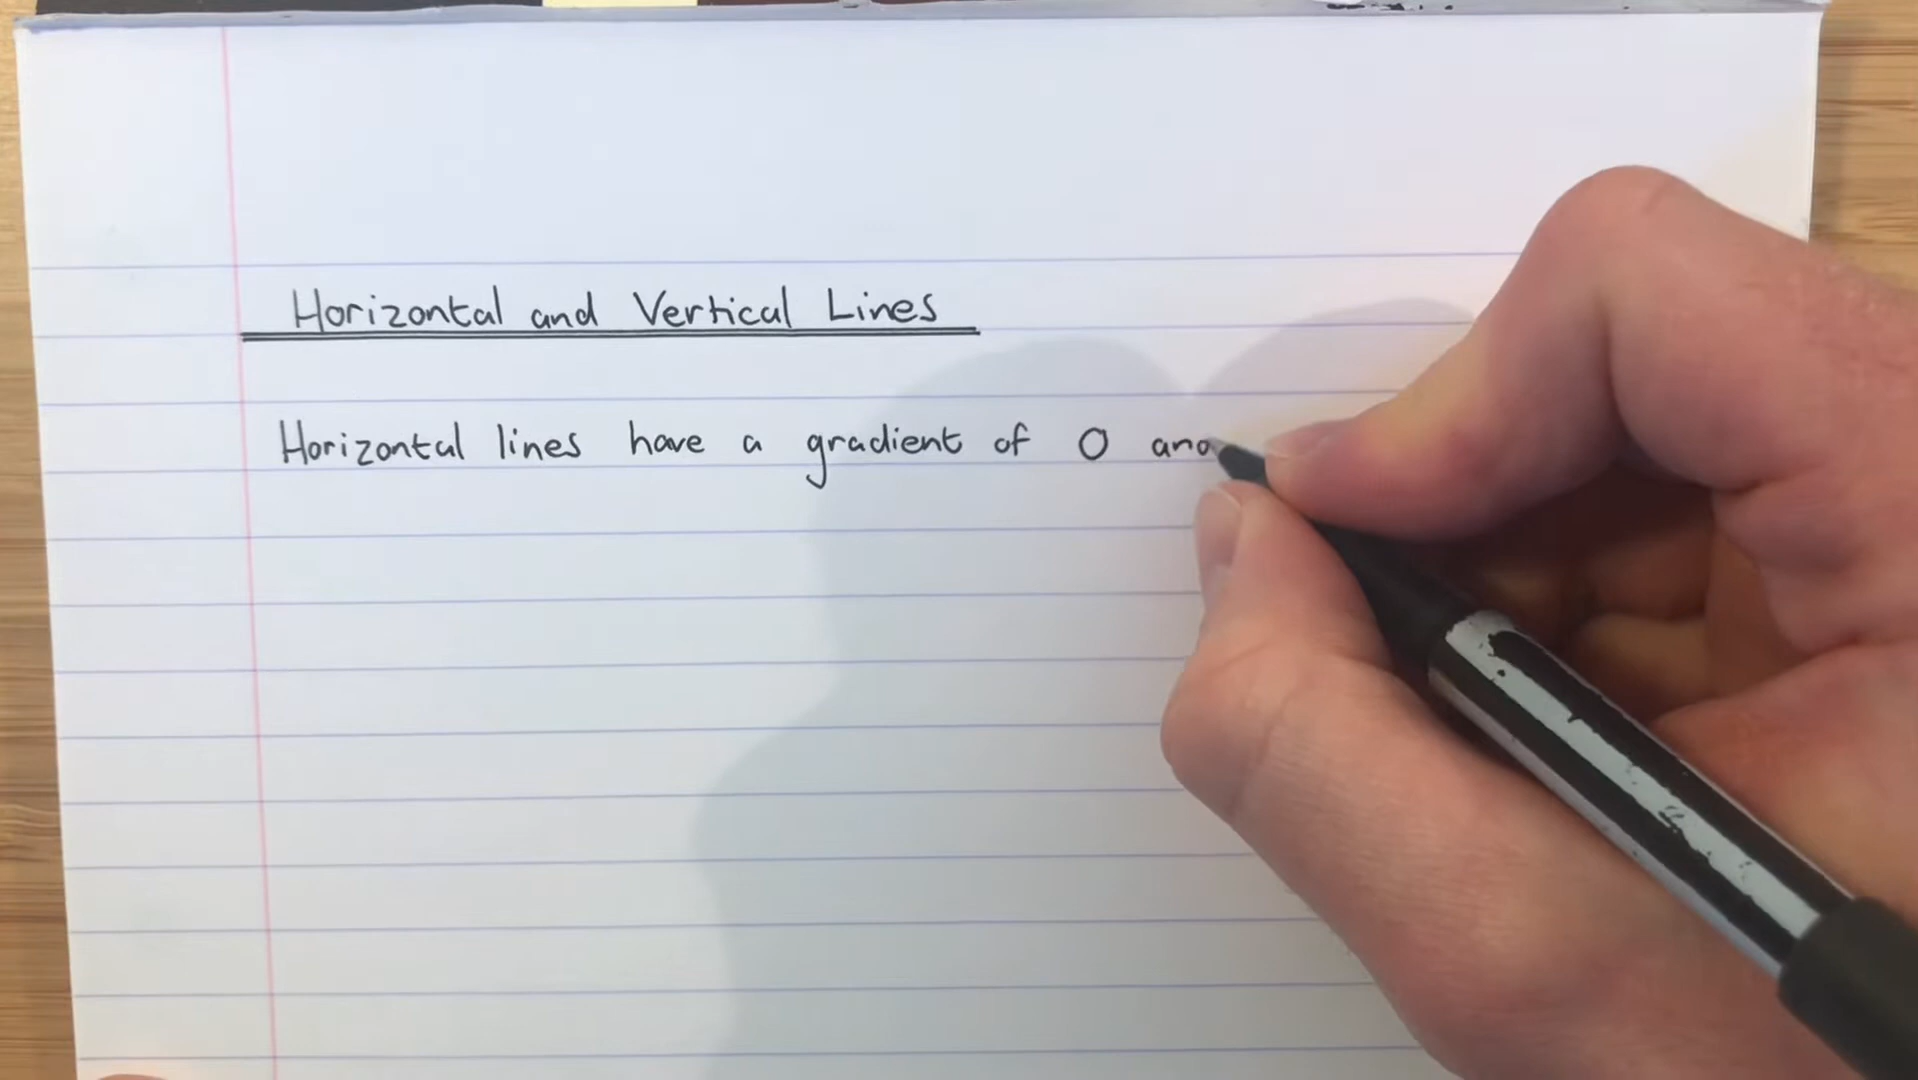 Horizontal and Vertical Lines
Horizontal lines have a gradient of 0